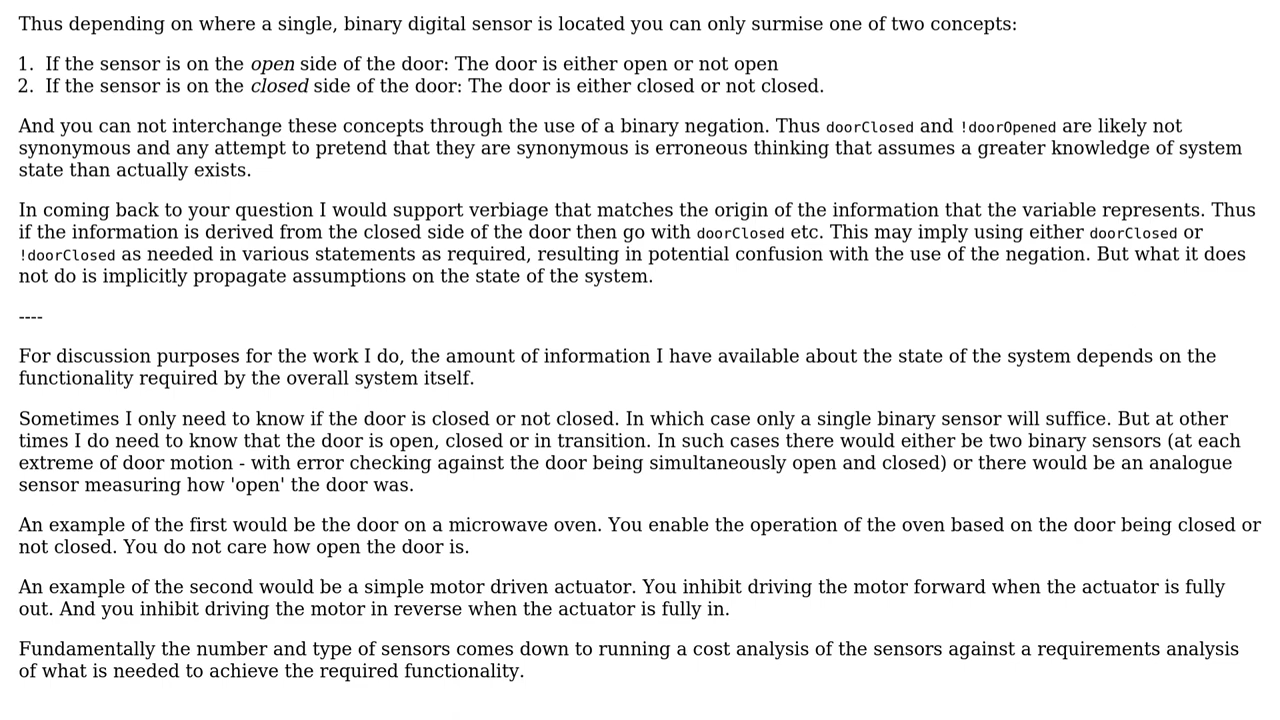 Thus depending on where a single, binary digital sensor is located you can only surmise one of two concepts:
1. If the sensor is on the open side of the door: The door is either open or not open
2. If the sensor is on the closed side of the door: The door is either closed or not closed.
And you can not interchange these concepts through the use of a binary negation. Thus doorClosed and !doorOpened are likely not
synonymous and any attempt to pretend that they are synonymous is erroneous thinking that assumes a greater knowledge of system
state than actually exists.
In coming back to your question I would support verbiage that matches the origin of the information that the variable represents. Thus
if the information is derived from the closed side of the door then go with doorClosed etc. This may imply using either doorClosed or
!doorClosed as needed in various statements as required, resulting in potential confusion with the use of the negation. But what it does
not do is implicitly propagate assumptions on the state of the system.
----
For discussion purposes for the work I do, the amount of information I have available about the state of the system depends on the
functionality required by the overall system itself.
Sometimes I only need to know if the door is closed or not closed. In which case only a single binary sensor will suffice. But at other
times I do need to know that the door is open, closed or in transition. In such cases there would either be two binary sensors (at each
extreme of door motion - with error checking against the door being simultaneously open and closed) or there would be an analogue
sensor measuring how 'open' the door was.
An example of the first would be the door on a microwave oven. You enable the operation of the oven based on the door being closed or
not closed. You do not care how open the door is.
An example of the second would be a simple motor driven actuator. You inhibit driving the motor forward when the actuator is fully
out. And you inhibit driving the motor in reverse when the actuator is fully in.
Fundamentally the number and type of sensors comes down to running a cost analysis of the sensors against a requirements analysis
of what is needed to achieve the required functionality.